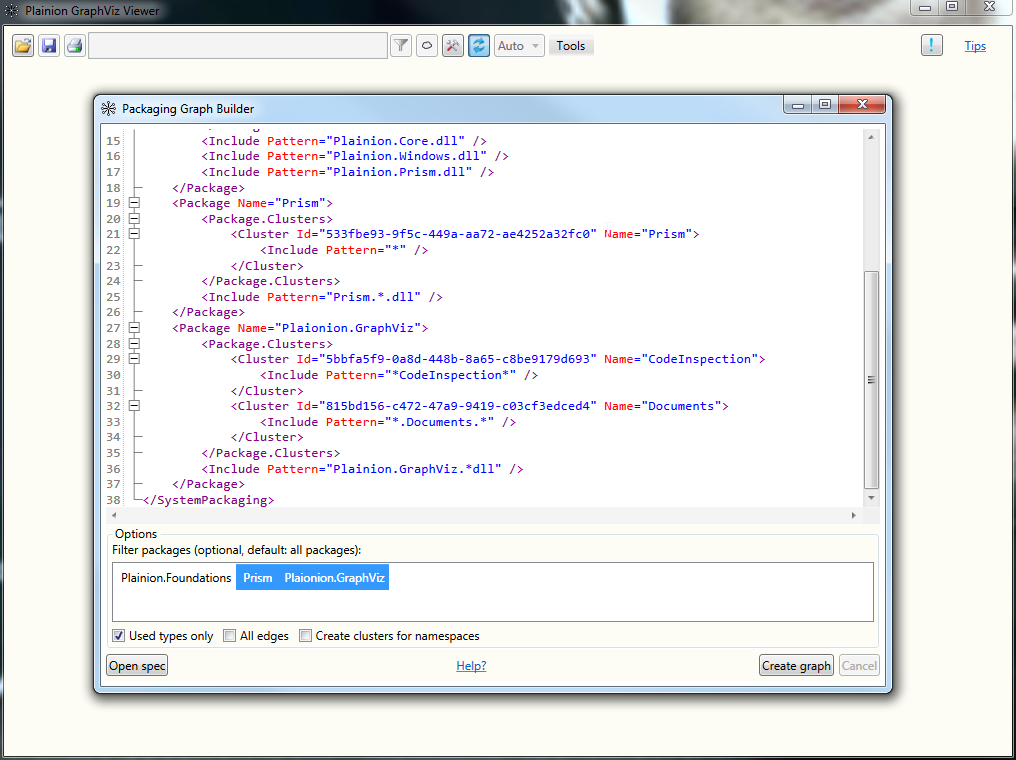 Plainion GraphViz Viewer
Auto Tools ! Tips
Packaging Graph Builder
15 <Include Pattern="Plainion.Core.dll" />
16 <Include Pattern="Plainion.Windows.dll" />
17 <Include Pattern="Plainion.Prism.dll" />
18 </Package>
19 <Package Name="Prism">
20 <Package.Clusters>
21 <Cluster Id="533fbe93-9f5c-449a-aa72-ae4252a32fc0" Name="Prism">
22 <Include Pattern="*" />
23 </Cluster>
24 </Package.Clusters>
25 <Include Pattern="Prism.*.dll" />
26 </Package>
27 <Package Name="Plaionion.GraphViz">
28 <Package.Clusters>
29 <Cluster Id="5bbfa5f9-0a8d-448b-8a65-c8be9179d693" Name="CodeInspection">
30 <Include Pattern="*CodeInspection*" />
31 </Cluster>
32 <Cluster Id="815bd156-c472-47a9-9419-c03cf3edced4" Name="Documents">
33 <Include Pattern="*.Documents.*" />
34 </Cluster>
35 </Package.Clusters>
36 <Include Pattern="Plainion.GraphViz.*dll" />
37 </Package>
38 </SystemPackaging>
Options
Filter packages (optional, default: all packages):
Plainion.Foundations Prism Plaionion.GraphViz
Used types only All edges Create clusters for namespaces
Open spec Help? Create graph Cancel